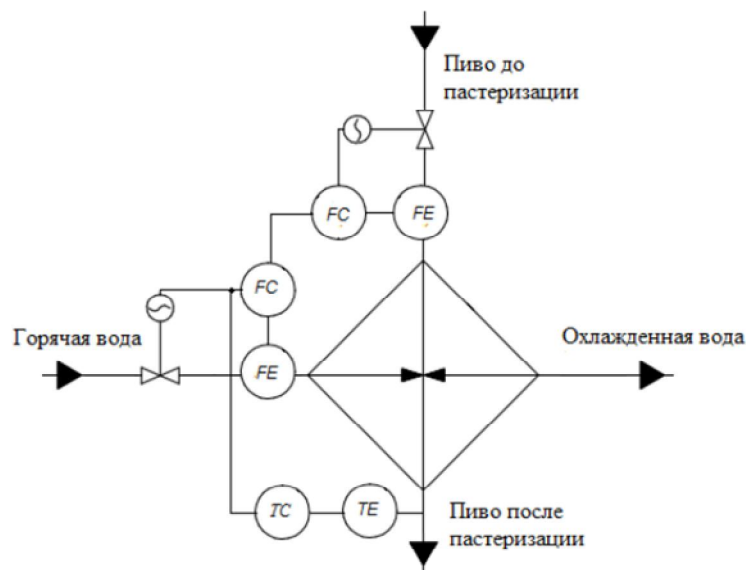 Пиво до
пастеризации
FC
FE
FC
Горячая вода
Охлажденная вода
FE
TC
TE
Пиво после
пастеризации